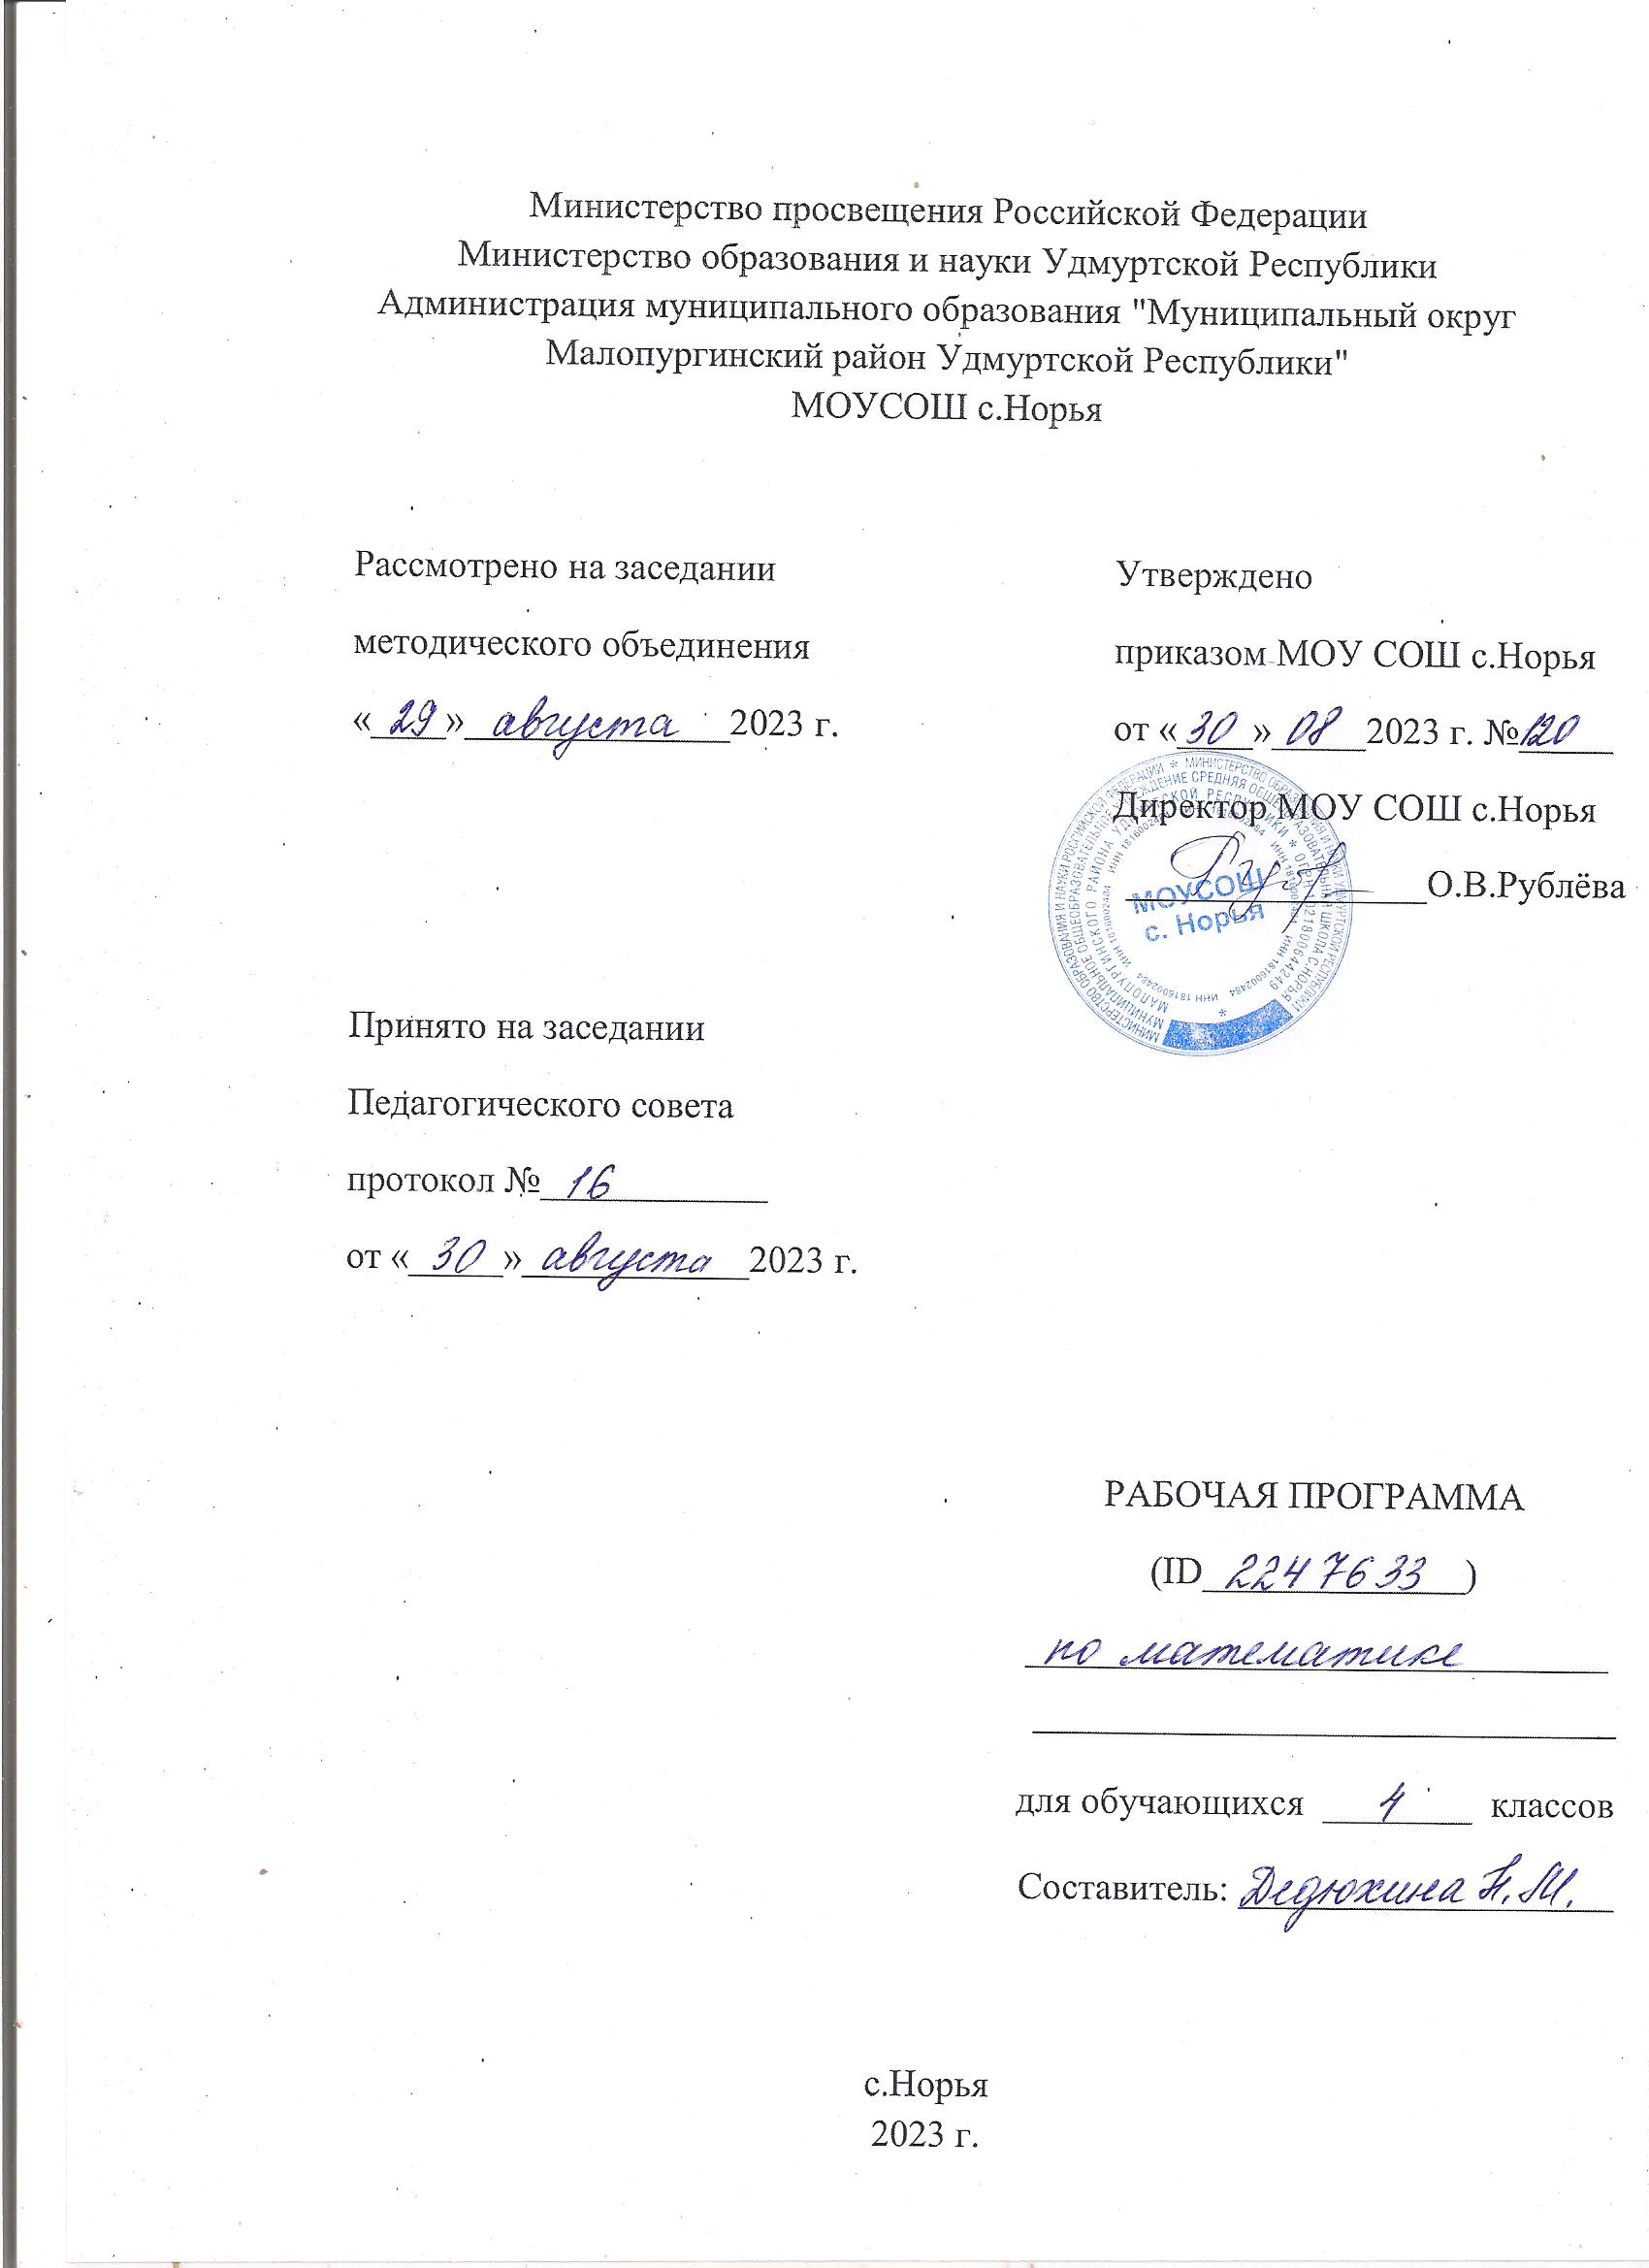 Министерство просвещения Российской Федерации
Министерство образования и науки Удмуртской Республики
Администрация муниципального образования "Муниципальный округ
Малопургинский район Удмуртской Республики"
МОУСОШ с.Норья
Рассмотрено на заседании
методического объединения
«29» августа 2023 г.
Утверждено
приказом МОУ СОШ с.Норья
от «30» 08 2023 г. №120
Директор МОУ СОШ с.Норья
О.В.Рублёва
МОУСОШ
с. Норья
Принято на заседании
Педагогического совета
протокол № 16
от «30» августа 2023 г.
РАБОЧАЯ ПРОГРАММА
(ID 2247633)
по математике
для обучающихся 4 классов
Составитель: Дедюхина Н.М.
с.Норья
2023 г.